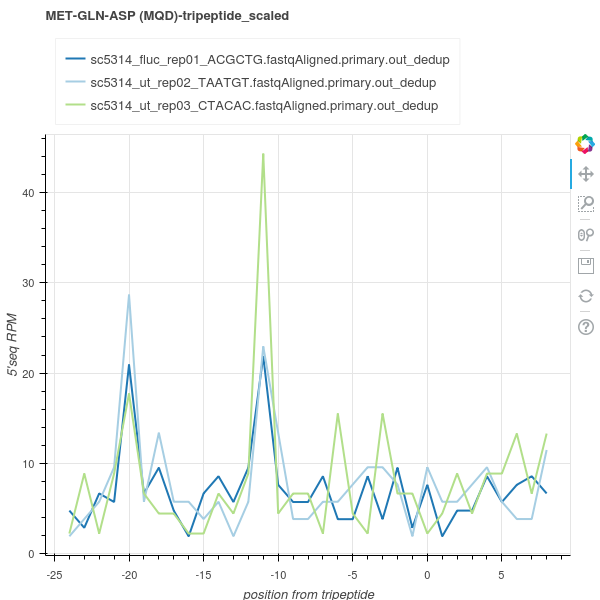 MET-GLN-ASP (MQD)-tripeptide_scaled
sc5314_fluc_rep01_ACGCTG.fastqAligned.primary.out_dedup
sc5314_ut_rep02_TAATGT.fastqAligned.primary.out_dedup
sc5314_ut_rep03_CTACAC.fastqAligned.primary.out_dedup
5'seq RPM
40
30
20
10
0
-25 -20 -15 -10 -5 0 5
position from tripeptide